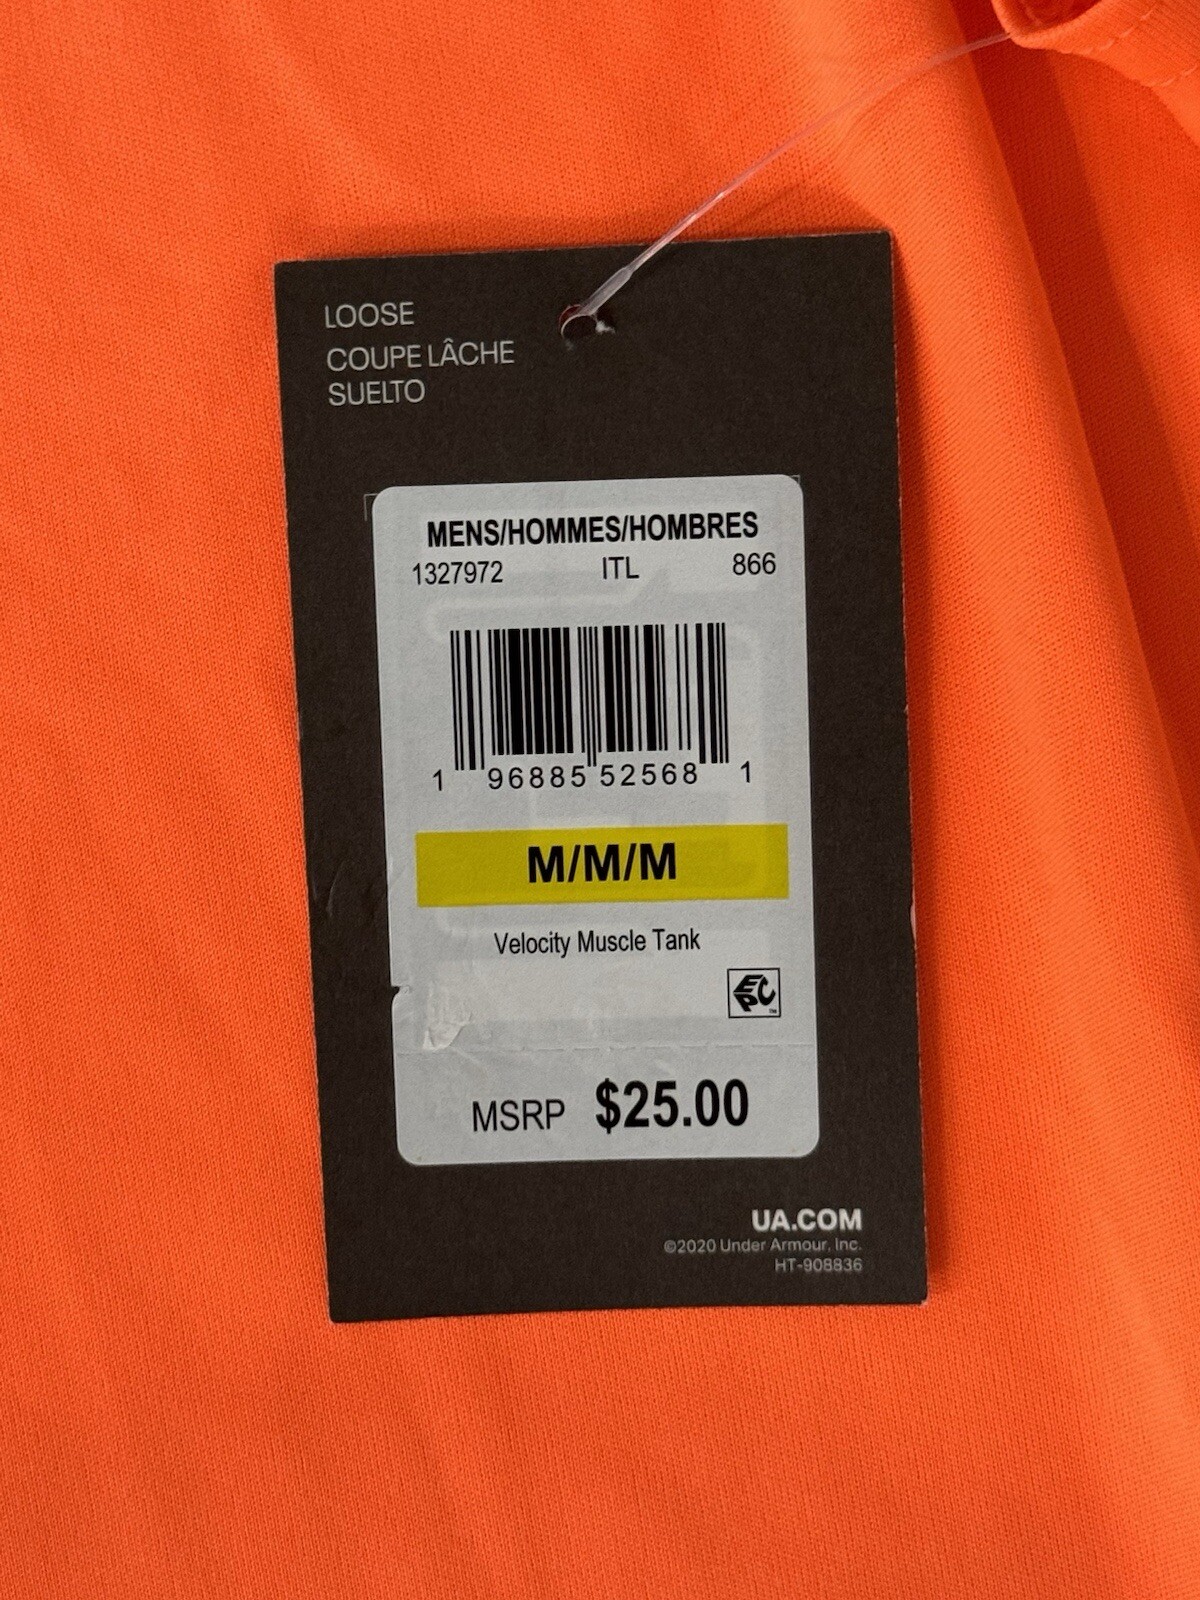 LOOSE
COUPE LÂCHE
SUELTO
MENS/HOMMES/HOMBRES
1327972 ITL 866
1 96885 52568 1
M/M/M
Velocity Muscle Tank
EPC™
MSRP $25.00
UA.COM
©2020 Under Armour, Inc.
HT-908836